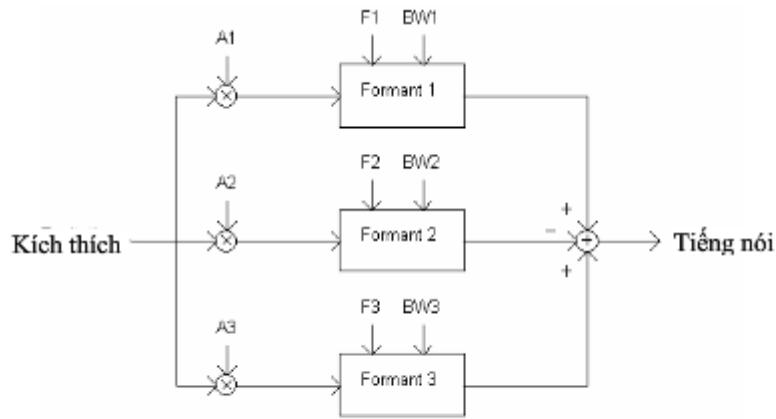 F1 BW1
A1
Formant 1
F2 BW2
A2
Formant 2
Kích thích
+
-
+
+
Tiếng nói
F3 BW3
A3
Formant 3